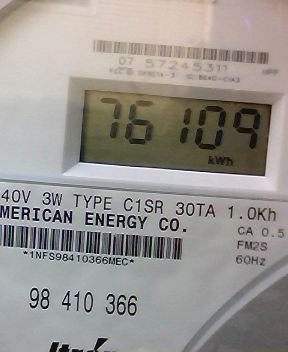 07 57245311
76109
kWh
40V 3W TYPE C1SR 30TA 1.0Kh
MERICAN ENERGY CO.
CA 0.5
FM2S
60Hz
*1NFS98410366MEC*
98 410 366
Itrón